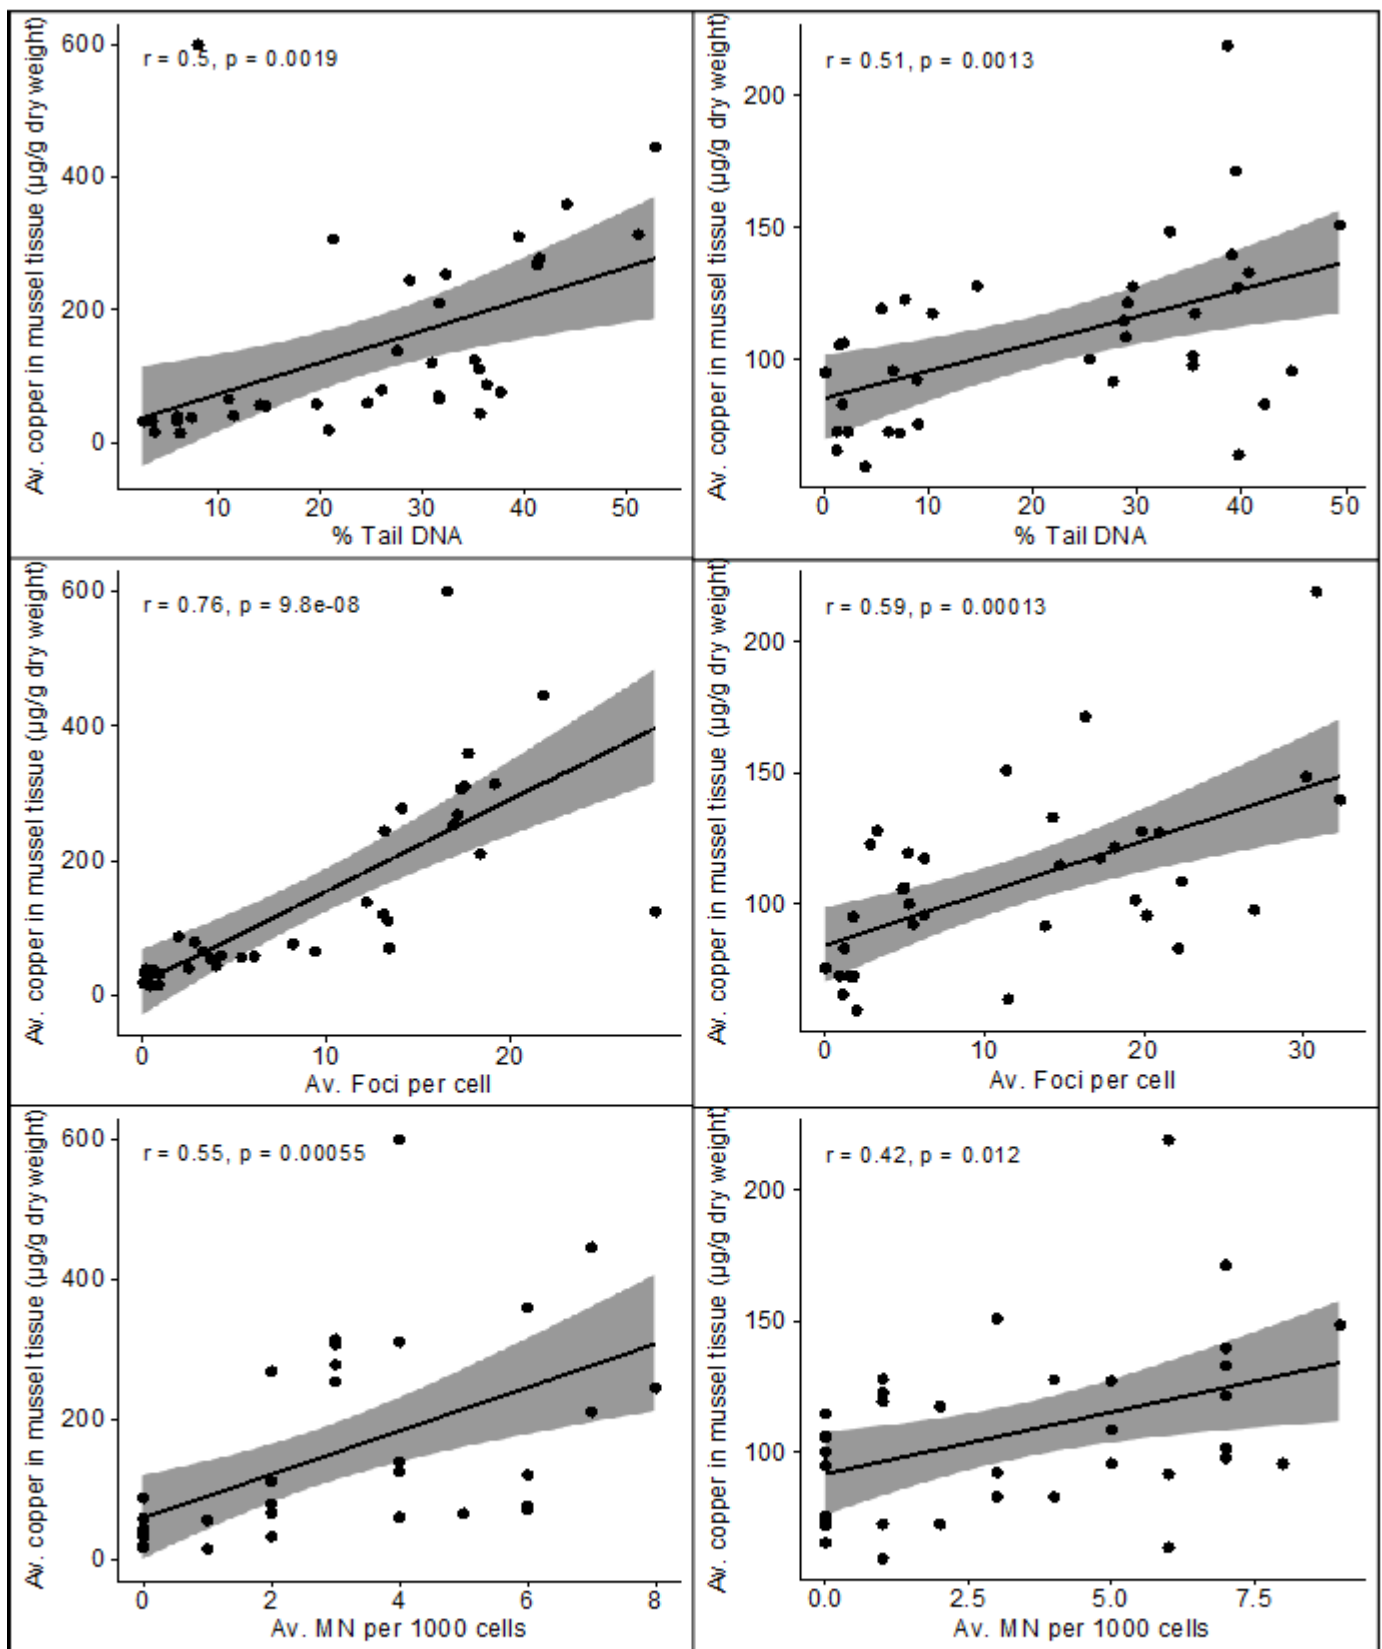 Av. copper in mussel tissue (µg/g dry weight)
600
400
200
0
r = 0.5, p = 0.0019
10 20 30 40 50
% Tail DNA
Av. copper in mussel tissue (µg/g dry weight)
200
150
100
r = 0.51, p = 0.0013
0 10 20 30 40 50
% Tail DNA
Av. copper in mussel tissue (µg/g dry weight)
600
400
200
0
r = 0.76, p = 9.8e-08
0 10 20
Av. Foci per cell
Av. copper in mussel tissue (µg/g dry weight)
200
150
100
r = 0.59, p = 0.00013
0 10 20 30
Av. Foci per cell
Av. copper in mussel tissue (µg/g dry weight)
600
400
200
0
r = 0.55, p = 0.00055
0 2 4 6 8
Av. MN per 1000 cells
Av. copper in mussel tissue (µg/g dry weight)
200
150
100
r = 0.42, p = 0.012
0.0 2.5 5.0 7.5
Av. MN per 1000 cells